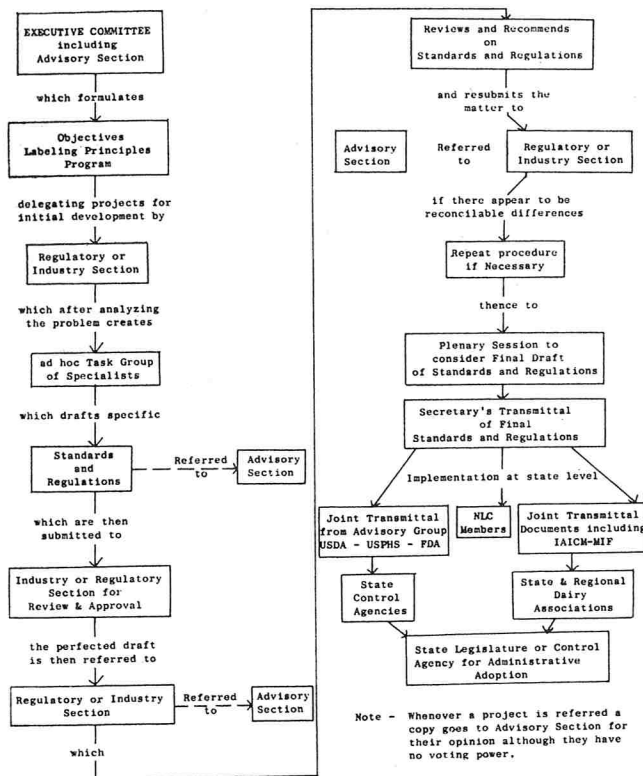 EXECUTIVE COMMITTEE
including
Advisory Section
which formulates
Objectives
Labeling Principles
Program
delegating projects for
initial development by
Regulatory or
Industry Section
which after analyzing
the problem creates
ad hoc Task Group
of Specialists
which drafts specific
Standards
and
Regulations
Referred
to
Advisory
Section
which are then
submitted to
Industry or Regulatory
Section for
Review & Approval
the perfected draft
is then referred to
Regulatory or Industry
Section
Referred
to
Advisory
Section
which
Reviews and Recommends
on
Standards and Regulations
and resubmits the
matter to
Advisory
Section
Referred
to
Regulatory or
Industry Section
if there appear to be
reconcilable differences
Repeat procedure
if Necessary
thence to
Plenary Session to
consider Final Draft
of Standards and Regulations
Secretary's Transmittal
of Final
Standards and Regulations
Implementation at state level
Joint Transmittal
from Advisory Group
USDA - USPHS - FDA
NLC
Members
Joint Transmittal
Documents including
IAICM-MIF
State
Control
Agencies
State & Regional
Dairy
Associations
State Legislature or Control
Agency for Administrative
Adoption
Note - Whenever a project is referred a
copy goes to Advisory Section for
their opinion although they have
no voting power.